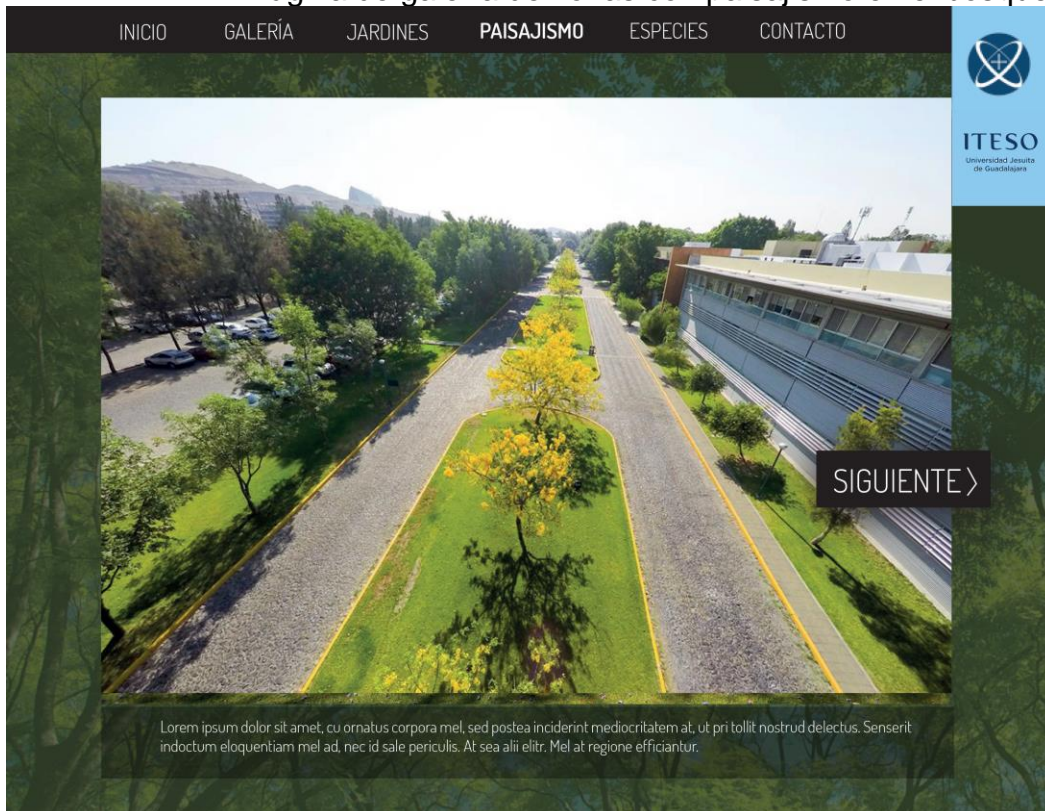 INICIO GALERÍA JARDINES PAISAJISMO ESPECIES CONTACTO
ITESO
Universidad Jesuita
de Guadalajara
SIGUIENTE〉
Lorem ipsum dolor sit amet, cu ornatus corpora mel, sed postea inciderint mediocritatem at, ut pri tollit nostrud delectus. Senserit
indoctum eloquentiam mel ad, nec id sale periculis. At sea alii elitr. Mel at regione efficiantur.